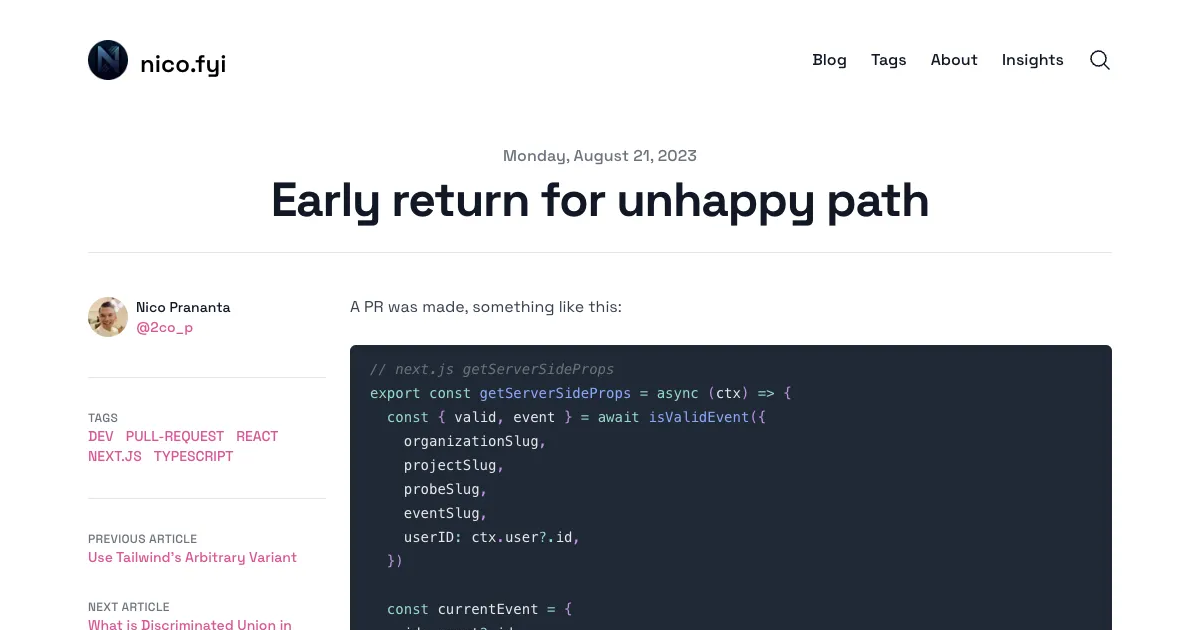 nico.fyi
Blog Tags About Insights
Monday, August 21, 2023
Early return for unhappy path
Nico Prananta
@2co_p
TAGS
DEV PULL-REQUEST REACT
NEXT.JS TYPESCRIPT
PREVIOUS ARTICLE
Use Tailwind's Arbitrary Variant
NEXT ARTICLE
What is Discriminated Union in
A PR was made, something like this:
// next.js getServerSideProps
export const getServerSideProps = async (ctx) => {
  const { valid, event } = await isValidEvent({
    organizationSlug,
    projectSlug,
    probeSlug,
    eventSlug,
    userID: ctx.user?.id,
  })
  const currentEvent = {